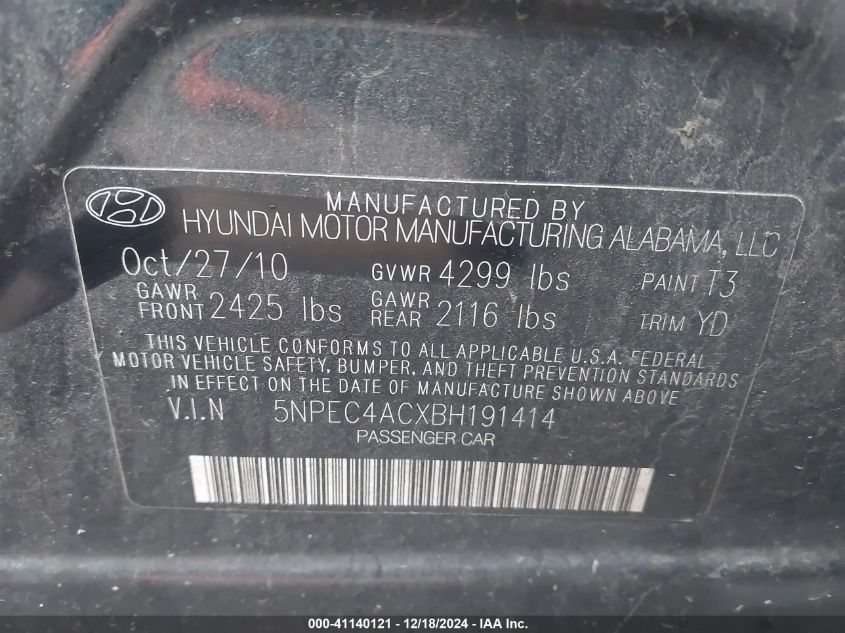 MANUFACTURED BY
HYUNDAI MOTOR MANUFACTURING ALABAMA, LLC
Oct/27/10 GVWR 4299 lbs PAINT T3
GAWR FRONT 2425 lbs GAWR REAR 2116 lbs TRIM YD
THIS VEHICLE CONFORMS TO ALL APPLICABLE U.S.A. FEDERAL
MOTOR VEHICLE SAFETY, BUMPER, AND THEFT PREVENTION STANDARDS
IN EFFECT ON THE DATE OF MANUFACTURE SHOWN ABOVE
V.I.N 5NPEC4ACXBH191414
PASSENGER CAR
000-41140121 - 12/18/2024 - IAA Inc.